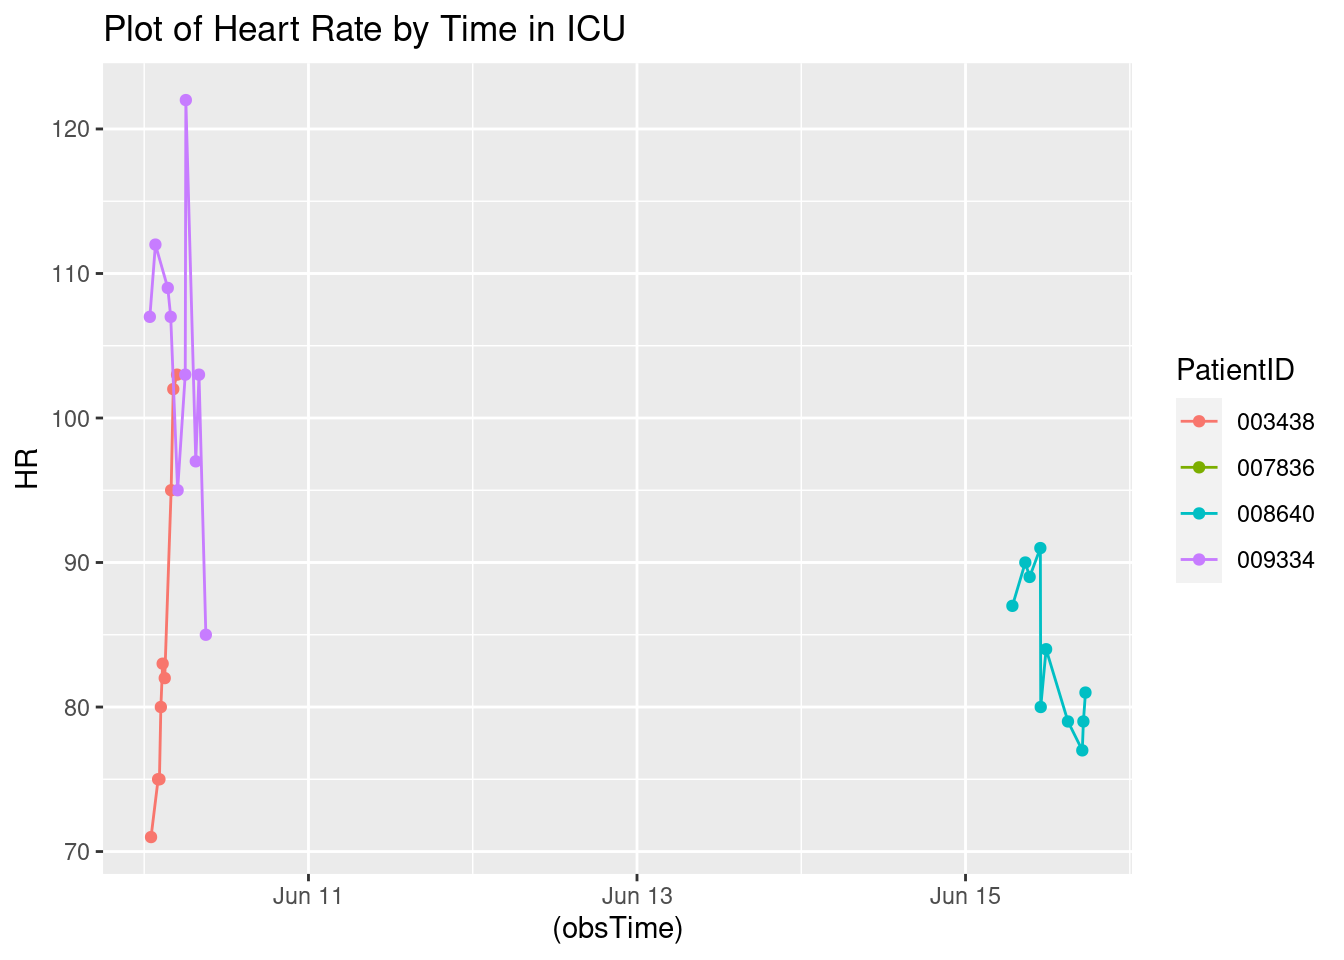 Plot of Heart Rate by Time in ICU
120
110
100
90
80
70
HR
Jun 11
Jun 13
Jun 15
(obsTime)
PatientID
003438
007836
008640
009334